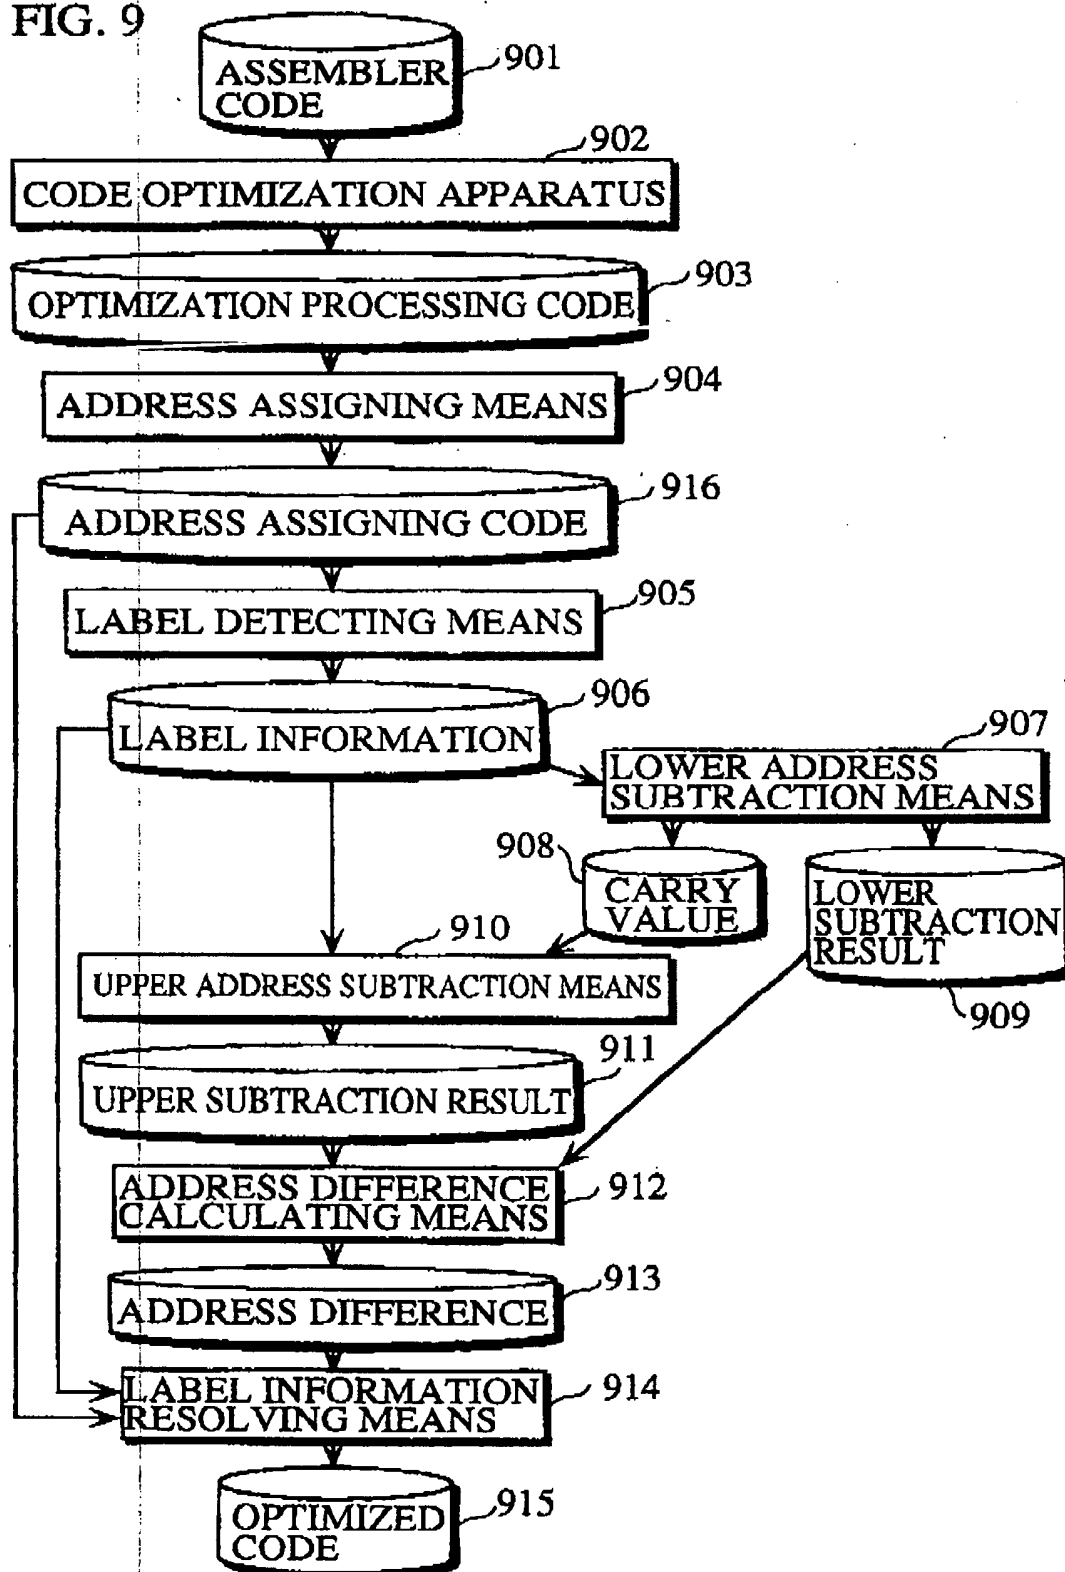 FIG. 9
ASSEMBLER
CODE
901
902
CODE OPTIMIZATION APPARATUS
903
OPTIMIZATION PROCESSING CODE
904
ADDRESS ASSIGNING MEANS
916
ADDRESS ASSIGNING CODE
905
LABEL DETECTING MEANS
906
LABEL INFORMATION
907
LOWER ADDRESS
SUBTRACTION MEANS
908
CARRY
VALUE
LOWER
SUBTRACTION
RESULT
909
910
UPPER ADDRESS SUBTRACTION MEANS
911
UPPER SUBTRACTION RESULT
ADDRESS DIFFERENCE
CALCULATING MEANS
912
913
ADDRESS DIFFERENCE
LABEL INFORMATION
RESOLVING MEANS
914
OPTIMIZED
CODE
915